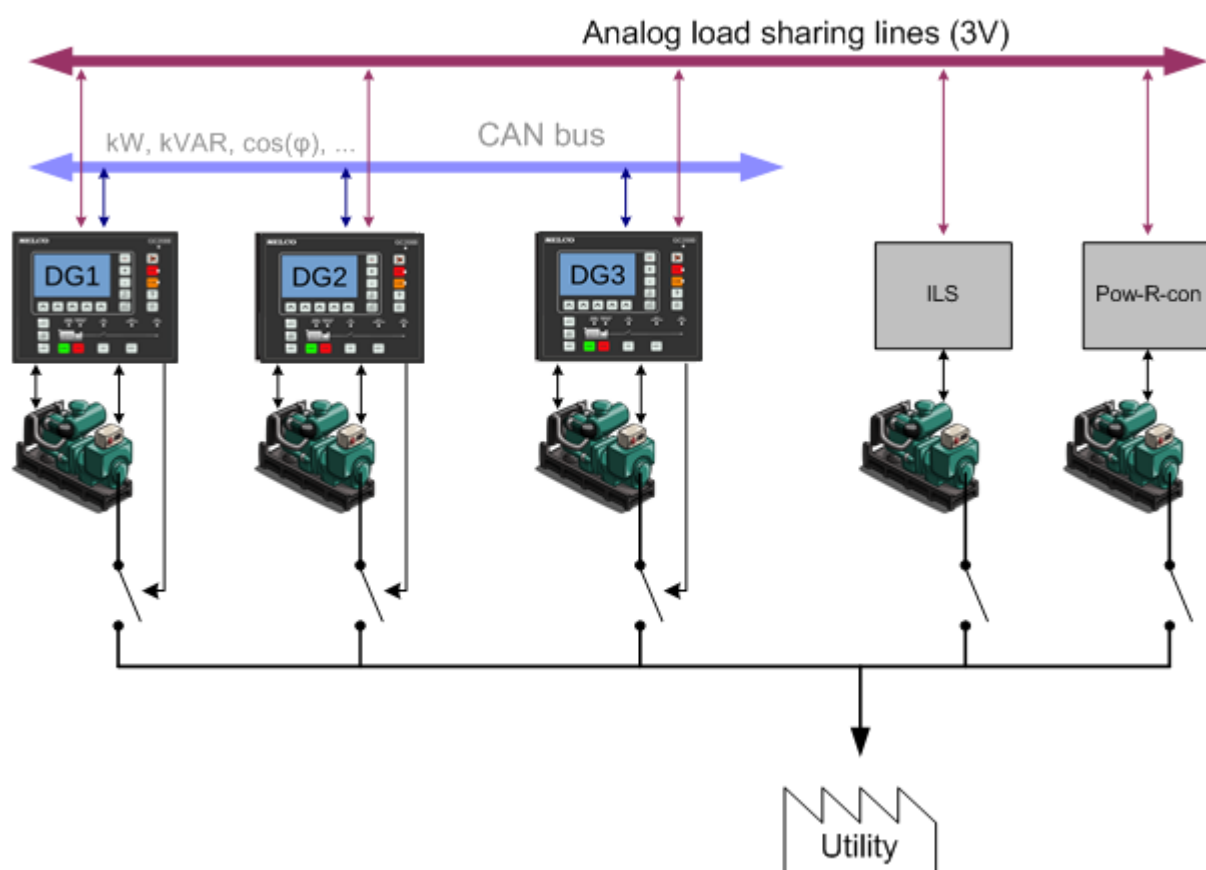 Analog load sharing lines (3V)
kW, kVAR, cos(φ), ...
CAN bus
DG1
DG2
DG3
ILS
Pow-R-con
Utility